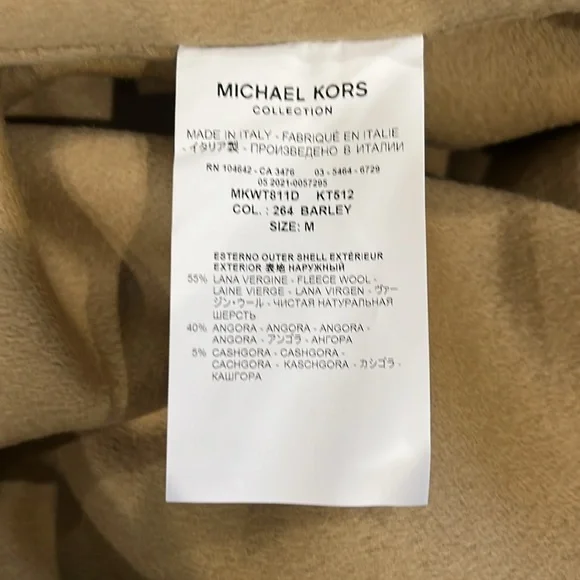 MICHAEL KORS
COLLECTION
MADE IN ITALY - FABRIQUÉ EN ITALIE
- イタリア製 - ПРОИЗВЕДЕНО В ИТАЛИИ
RN 104642 - CA 3476 03 - 5464 - 6729
05 2021-0057295
MKWT811D KT512
COL. : 264 BARLEY
SIZE: M
ESTERNO OUTER SHELL EXTÉRIEUR
EXTERIOR 表地 НАРУЖНЫЙ
55% LANA VERGINE - FLEECE WOOL -
LAINE VIERGE - LANA VIRGEN - ヴァー
ジン・ウール - ЧИСТАЯ НАТУРАЛЬНАЯ
ШЕРСТЬ
40% ANGORA - ANGORA - ANGORA -
ANGORA - アンゴラ - АНГОРА
5% CASHGORA - CASHGORA -
CACHGORA - KASCHGORA - カシゴラ -
КАШГОРА